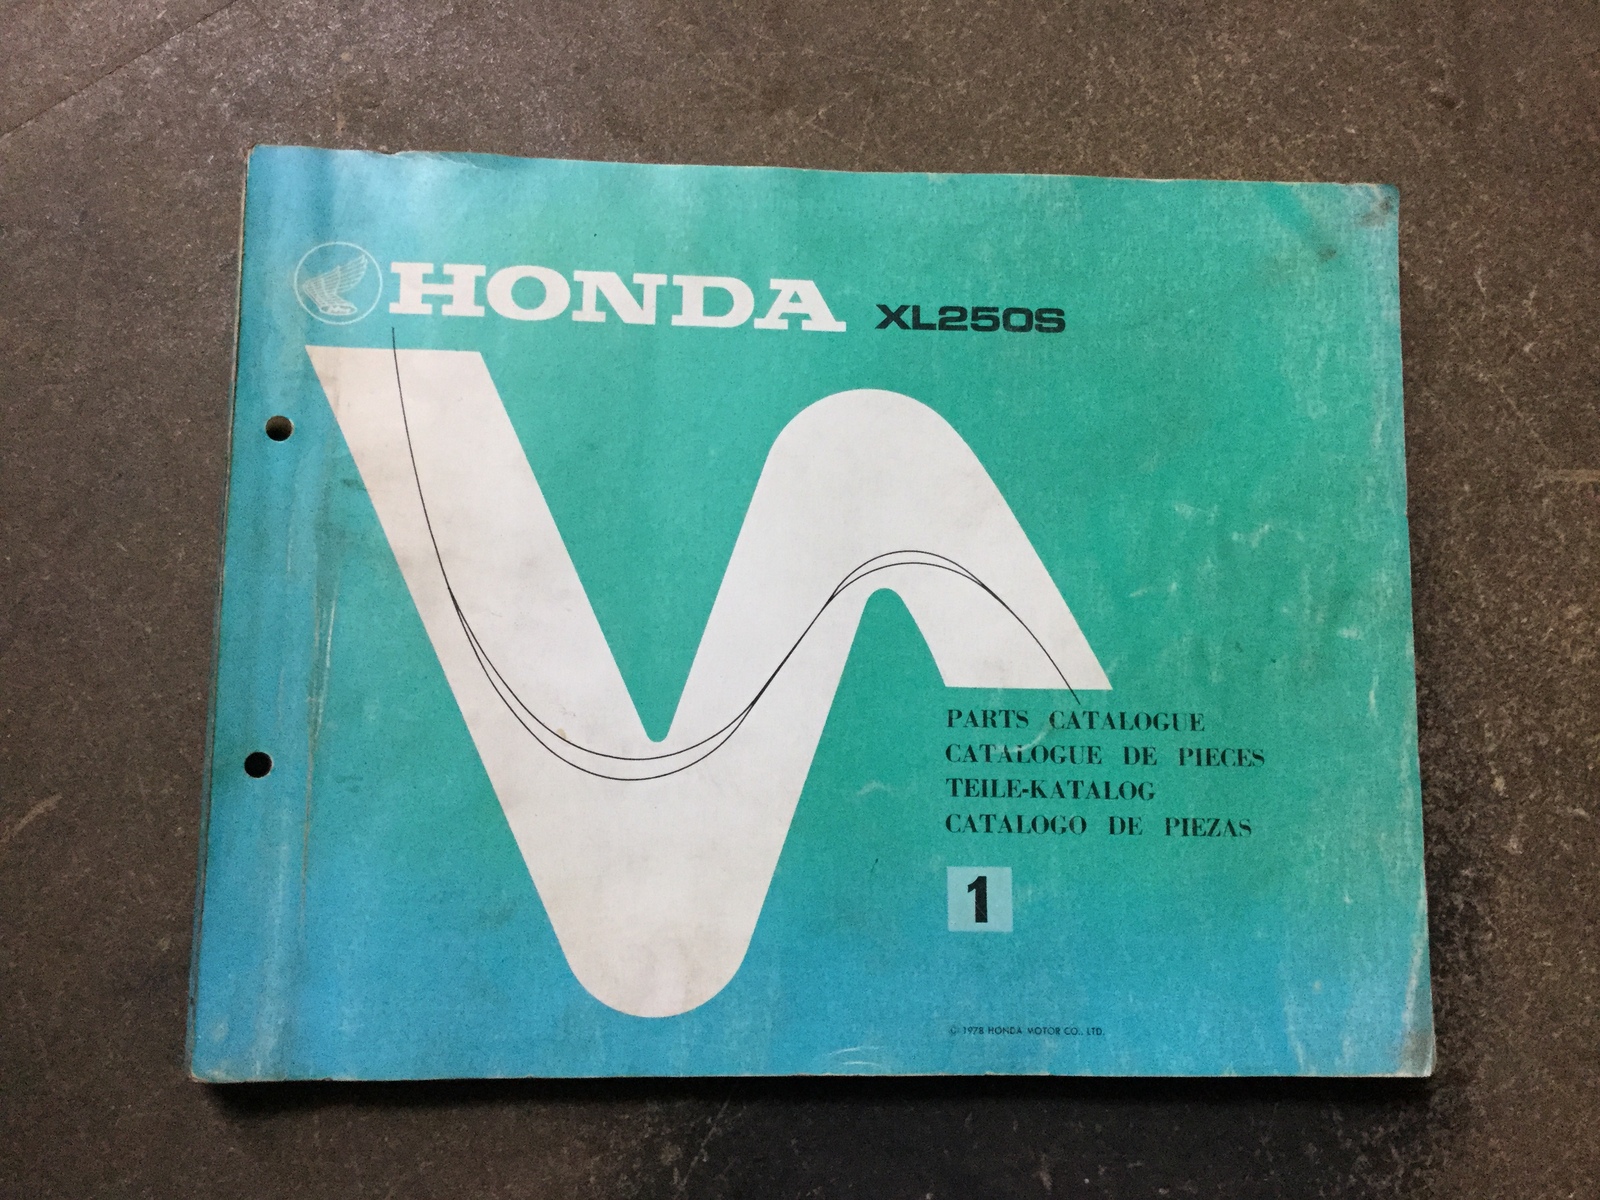 HONDA XL250S
PARTS CATALOGUE
CATALOGUE DE PIECES
TEILE-KATALOG
CATALOGO DE PIEZAS
1
© 1978 HONDA MOTOR CO., LTD.